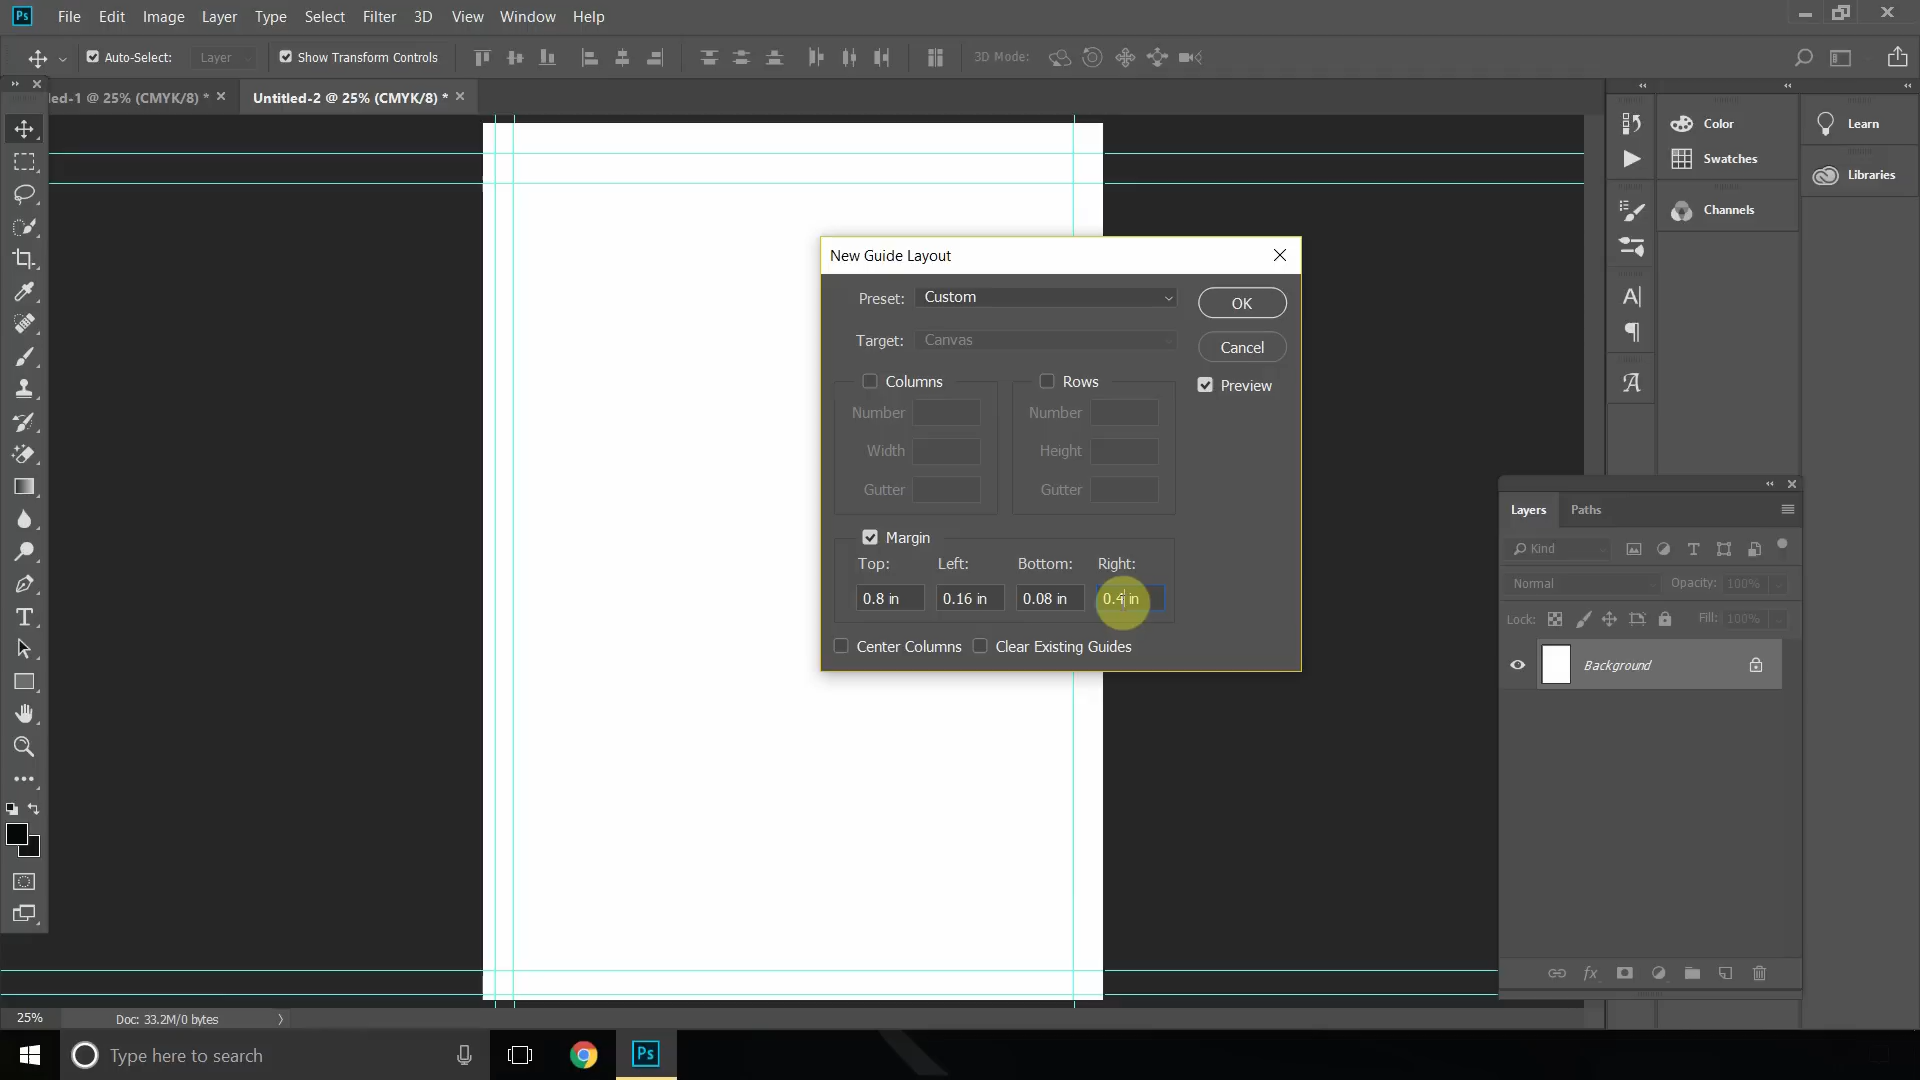 Ps File Edit Image Layer Type Select Filter 3D View Window Help
Auto-Select: Layer Show Transform Controls 3D Mode:
led-1 @ 25% (CMYK/8) * Untitled-2 @ 25% (CMYK/8) *
Color
Swatches
Channels
Learn
Libraries
New Guide Layout
Preset: Custom
OK
Target: Canvas
Cancel
Columns Rows
Preview
Number Number
Width Height
Gutter Gutter
Margin
Top: Left: Bottom: Right:
0.8 in 0.16 in 0.08 in 0.4 in
Center Columns Clear Existing Guides
Layers Paths
Kind
Normal Opacity: 100%
Lock: Fill: 100%
Background
fx
25% Doc: 33.2M/0 bytes
Type here to search
Ps